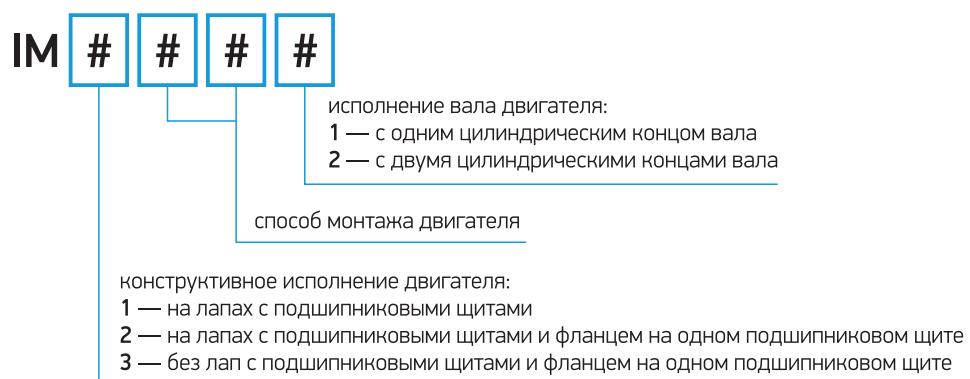 IM # # # #
исполнение вала двигателя:
1 — с одним цилиндрическим концом вала
2 — с двумя цилиндрическими концами вала
способ монтажа двигателя
конструктивное исполнение двигателя:
1 — на лапах с подшипниковыми щитами
2 — на лапах с подшипниковыми щитами и фланцем на одном подшипниковом щите
3 — без лап с подшипниковыми щитами и фланцем на одном подшипниковом щите